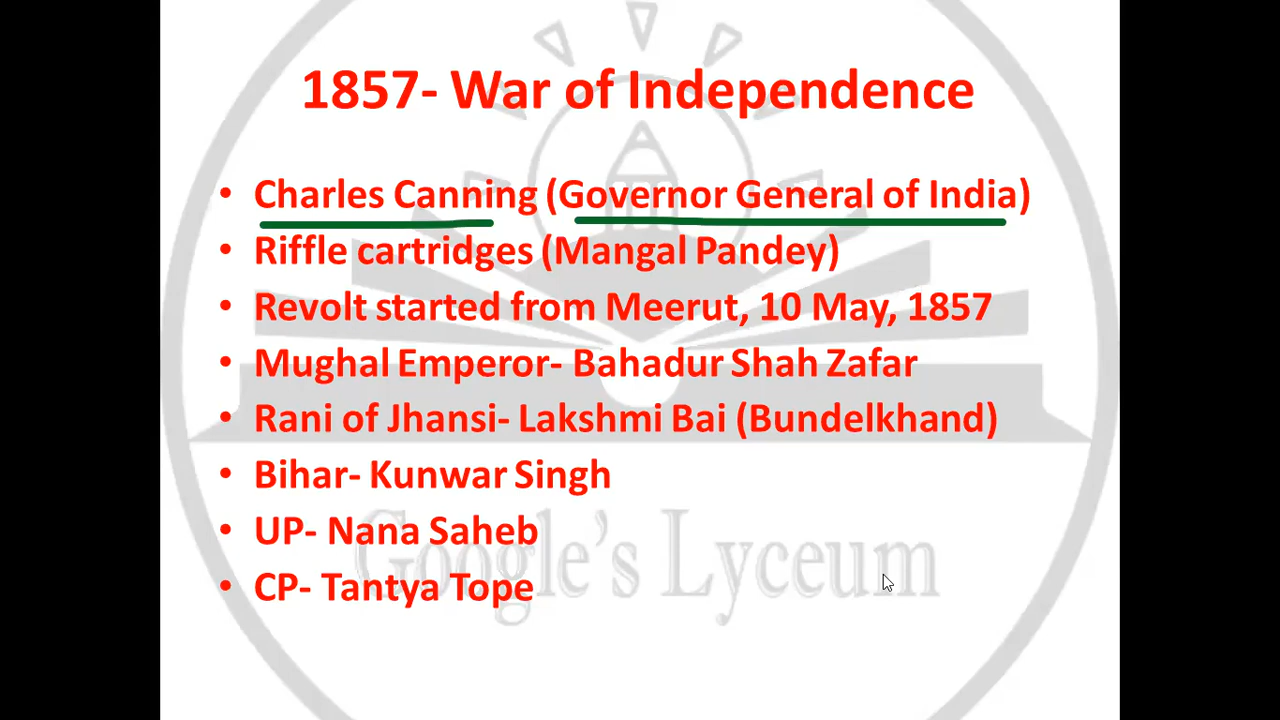 1857- War of Independence
• Charles Canning (Governor General of India)
• Riffle cartridges (Mangal Pandey)
• Revolt started from Meerut, 10 May, 1857
• Mughal Emperor- Bahadur Shah Zafar
• Rani of Jhansi- Lakshmi Bai (Bundelkhand)
• Bihar- Kunwar Singh
• UP- Nana Saheb
Google's Lyceum
• CP- Tantya Tope